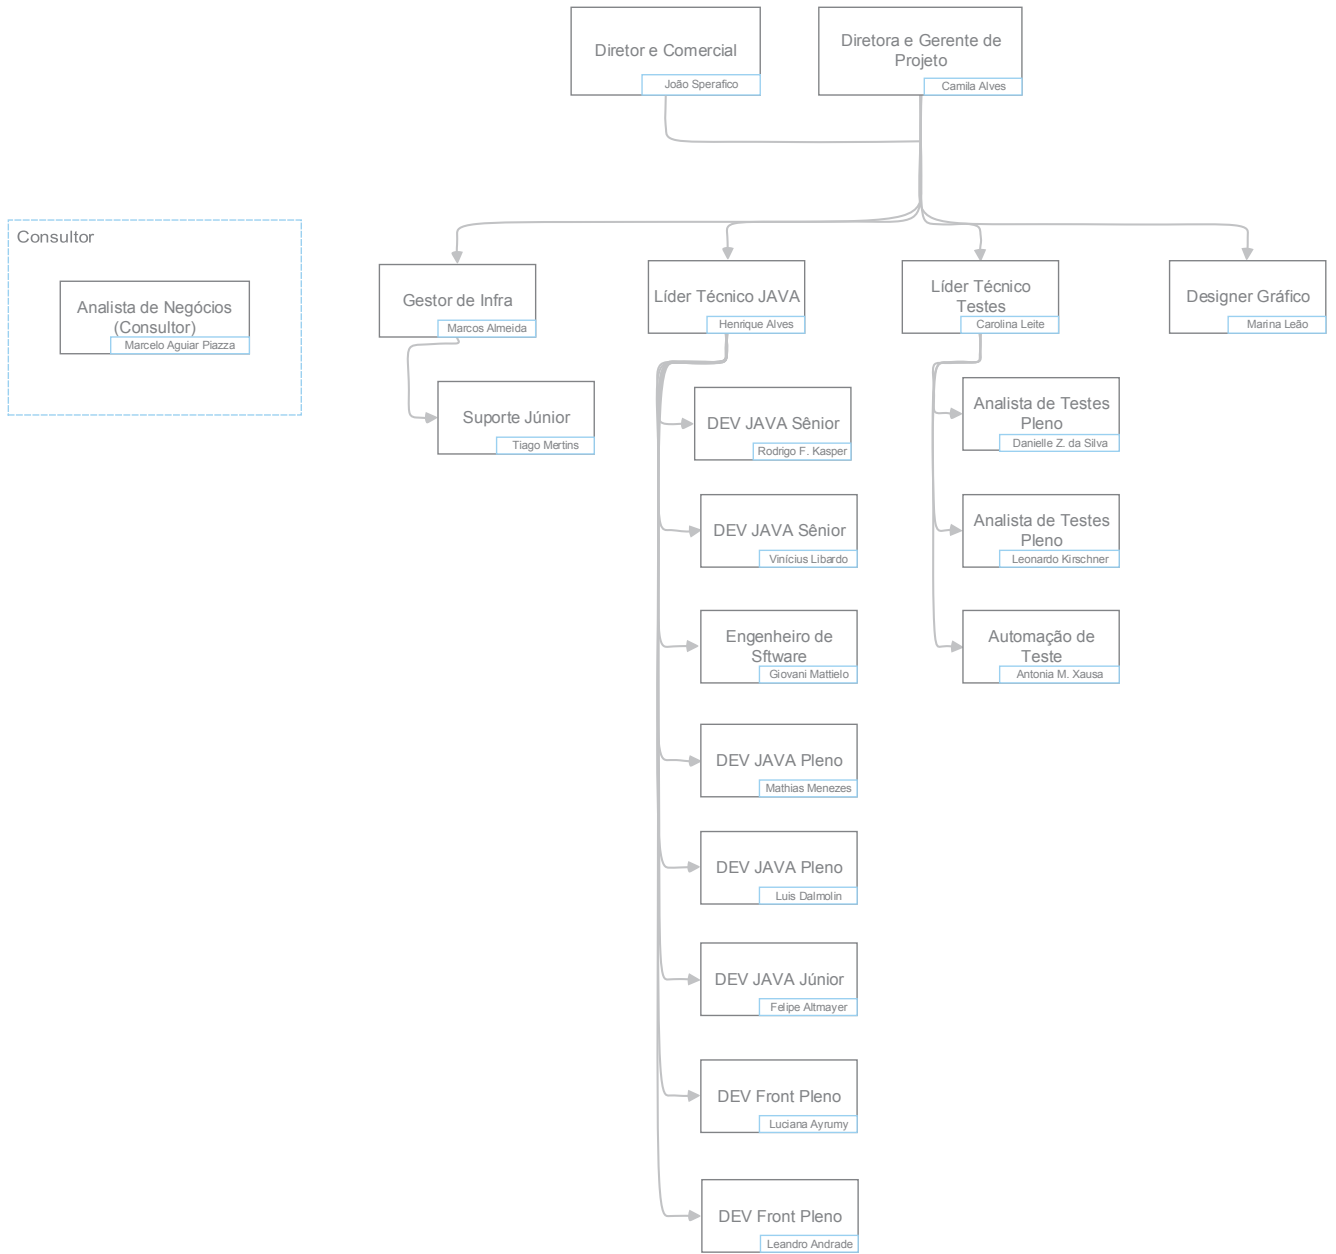 Diretor e Comercial
João Sperafico
Diretora e Gerente de
Projeto
Camila Alves
Consultor
Analista de Negócios
(Consultor)
Marcelo Aguiar Piazza
Gestor de Infra
Marcos Almeida
Suporte Júnior
Tiago Mertins
Líder Técnico JAVA
Henrique Alves
DEV JAVA Sênior
Rodrigo F. Kasper
DEV JAVA Sênior
Vinícius Libardo
Engenheiro de
Sftware
Giovani Mattielo
DEV JAVA Pleno
Mathias Menezes
DEV JAVA Pleno
Luis Dalmolin
DEV JAVA Júnior
Felipe Altmayer
DEV Front Pleno
Luciana Ayrumy
DEV Front Pleno
Leandro Andrade
Líder Técnico
Testes
Carolina Leite
Analista de Testes
Pleno
Danielle Z. da Silva
Analista de Testes
Pleno
Leonardo Kirschner
Automação de
Teste
Antonia M. Xausa
Designer Gráfico
Marina Leão